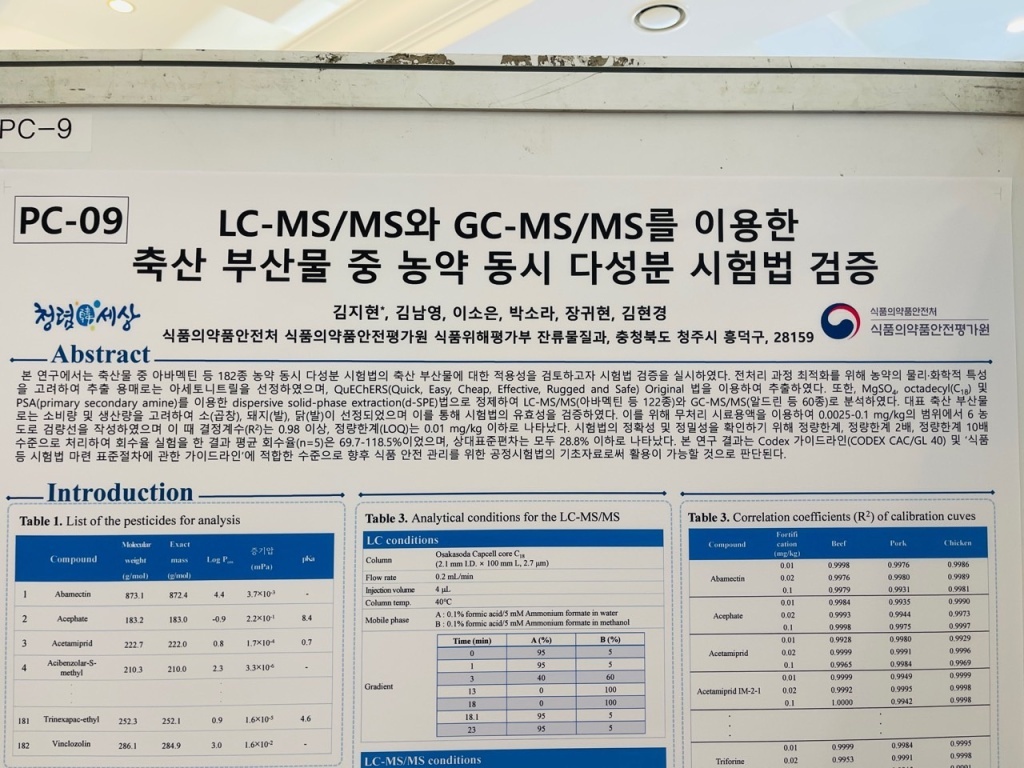 PC-9
PC-09
LC-MS/MS와 GC-MS/MS를 이용한
축산 부산물 중 농약 동시 다성분 시험법 검증
청렴 세상
김지현*, 김남영, 이소은, 박소라, 장귀현, 김현경
식품의약품안전처 식품의약품안전평가원 식품위해평가부 잔류물질과, 충청북도 청주시 흥덕구, 28159
식품의약품안전처
식품의약품안전평가원
Abstract
본 연구에서는 축산물 중 아바멕틴 등 182종 농약 동시 다성분 시험법의 축산 부산물에 대한 적용성을 검토하고자 시험법 검증을 실시하였다. 전처리 과정 최적화를 위해 농약의 물리·화학적 특성
을 고려하여 추출 용매로는 아세토니트릴을 선정하였으며, QuEChERS(Quick, Easy, Cheap, Effective, Rugged and Safe) Original 법을 이용하여 추출하였다. 또한, MgSO4, octadecyl(C18) 및
PSA(primary secondary amine)를 이용한 dispersive solid-phase extraction(d-SPE)법으로 정제하여 LC-MS/MS(아바멕틴 등 122종)와 GC-MS/MS(알드린 등 60종)로 분석하였다. 대표 축산 부산물
로는 소비량 및 생산량을 고려하여 소(곱창), 돼지(발), 닭(발)이 선정되었으며 이를 통해 시험법의 유효성을 검증하였다. 이를 위해 무처리 시료용액을 이용하여 0.0025-0.1 mg/kg의 범위에서 6 농
도로 검량선을 작성하였으며 이 때 결정계수(R2)는 0.98 이상, 정량한계(LOQ)는 0.01 mg/kg 이하로 나타났다. 시험법의 정확성 및 정밀성을 확인하기 위해 정량한계, 정량한계 2배, 정량한계 10배
수준으로 처리하여 회수율 실험을 한 결과 평균 회수율(n=5)은 69.7-118.5%이었으며, 상대표준편차는 모두 28.8% 이하로 나타났다. 본 연구 결과는 Codex 가이드라인(CODEX CAC/GL 40) 및 '식품
등 시험법 마련 표준절차에 관한 가이드라인'에 적합한 수준으로 향후 식품 안전 관리를 위한 공정시험법의 기초자료로써 활용이 가능할 것으로 판단된다.
Introduction
Table 1. List of the pesticides for analysis
Compound Molecular weight (g/mol) Exact mass (g/mol) Log Pow 증기압 (mPa) pKa
1 Abamectin 873.1 872.4 4.4 3.7×10-3 -
2 Acephate 183.2 183.0 -0.9 2.2×10-1 8.4
3 Acetamiprid 222.7 222.0 0.8 1.7×10-4 0.7
4 Acibenzolar-S-methyl 210.3 210.0 2.3 3.3×10-6 -
181 Trinexapac-ethyl 252.3 252.1 0.9 1.6×10-5 4.6
182 Vinclozolin 286.1 284.9 3.0 1.6×10-2 -
Table 3. Analytical conditions for the LC-MS/MS
LC conditions
Column Osakasoda Capcell core C18
(2.1 mm I.D. × 100 mm L, 2.7 μm)
Flow rate 0.2 mL/min
Injection volume 4 μL
Column temp. 40℃
Mobile phase A : 0.1% formic acid/5 mM Ammonium formate in water
B : 0.1% formic acid/5 mM Ammonium formate in methanol
Gradient
Time (min) A (%) B (%)
0 95 5
1 95 5
3 40 60
13 0 100
18 0 100
18.1 95 5
23 95 5
LC-MS/MS conditions
Table 3. Correlation coefficients (R2) of calibration cuves
Compound Fortification (mg/kg) Beef Pork Chicken
Abamectin
0.01 0.9998 0.9976 0.9986
0.02 0.9976 0.9980 0.9989
0.1 0.9979 0.9931 0.9981
Acephate
0.01 0.9984 0.9935 0.9990
0.02 0.9993 0.9944 0.9973
0.1 0.9998 0.9975 0.9997
Acetamiprid
0.01 0.9928 0.9980 0.9929
0.02 0.9999 0.9991 0.9996
0.1 0.9965 0.9984 0.9969
Acetamiprid IM-2-1
0.01 0.9999 0.9949 0.9999
0.02 0.9992 0.9995 0.9998
0.1 1.0000 0.9942 0.9998
Triforine
0.01 0.9999 0.9984 0.9995
0.02 0.9953 0.9991 0.9998